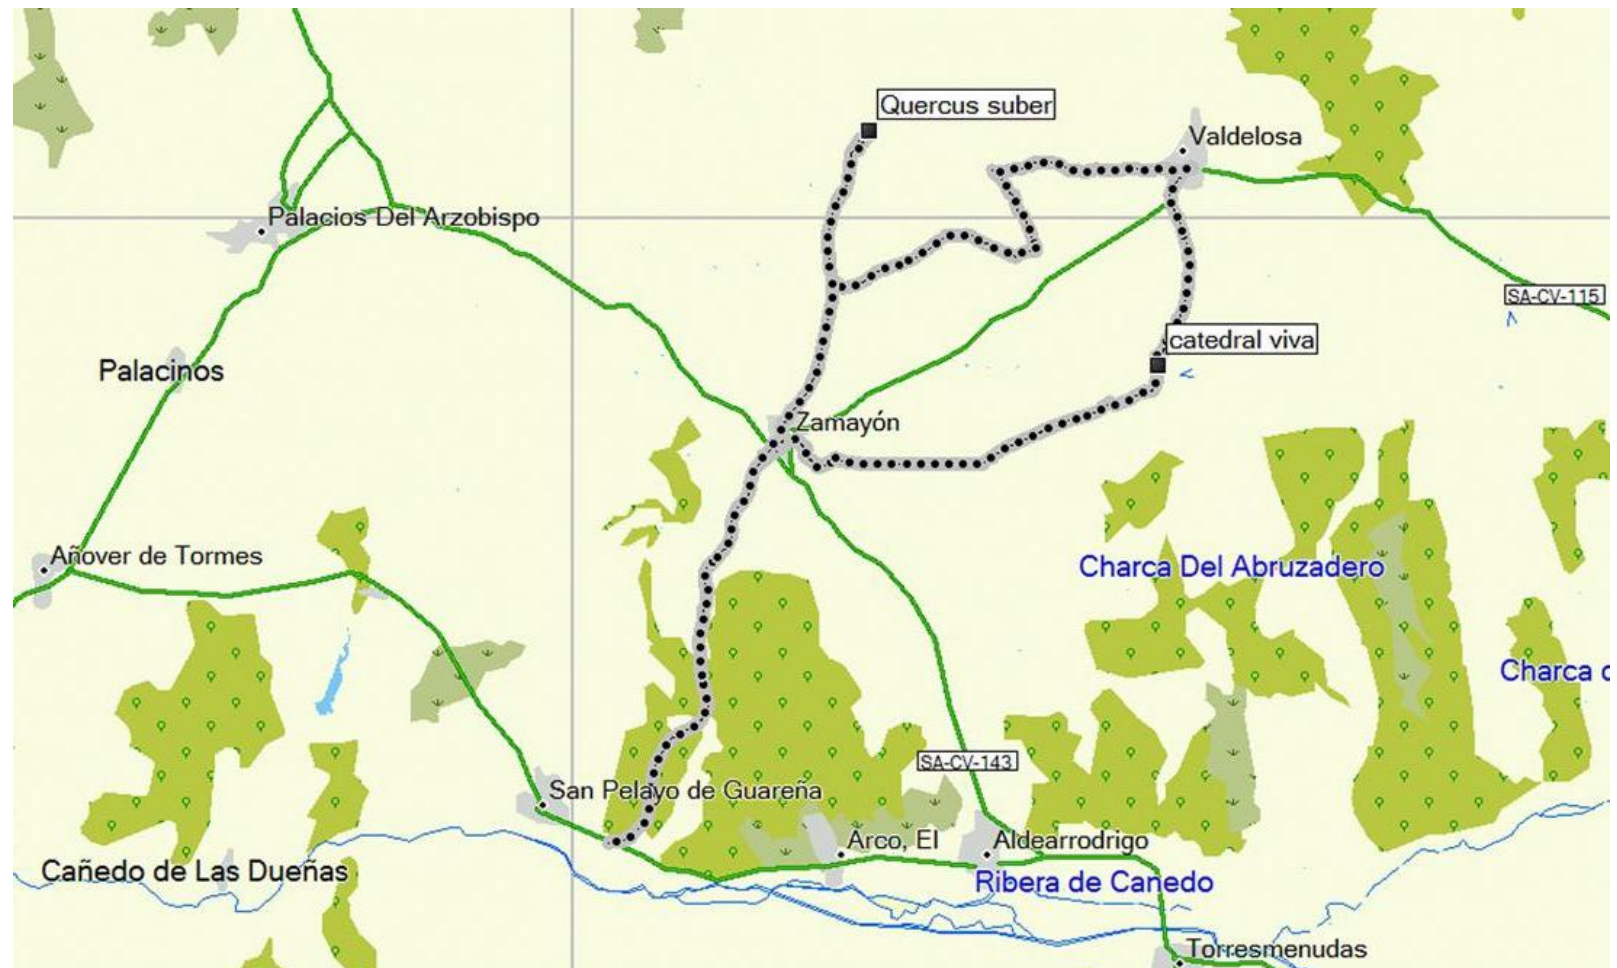 Quercus suber
Valdelosa
Palacios Del Arzobispo
SA-CV-115
catedral viva
Palacinos
Zamayón
Añover de Tormes
Charca Del Abruzadero
Charca
SA-CV-143
San Pelayo de Guareña
Arco, El
Aldearrodrigo
Cañedo de Las Dueñas
Ribera de Canedo
Torresmenudas